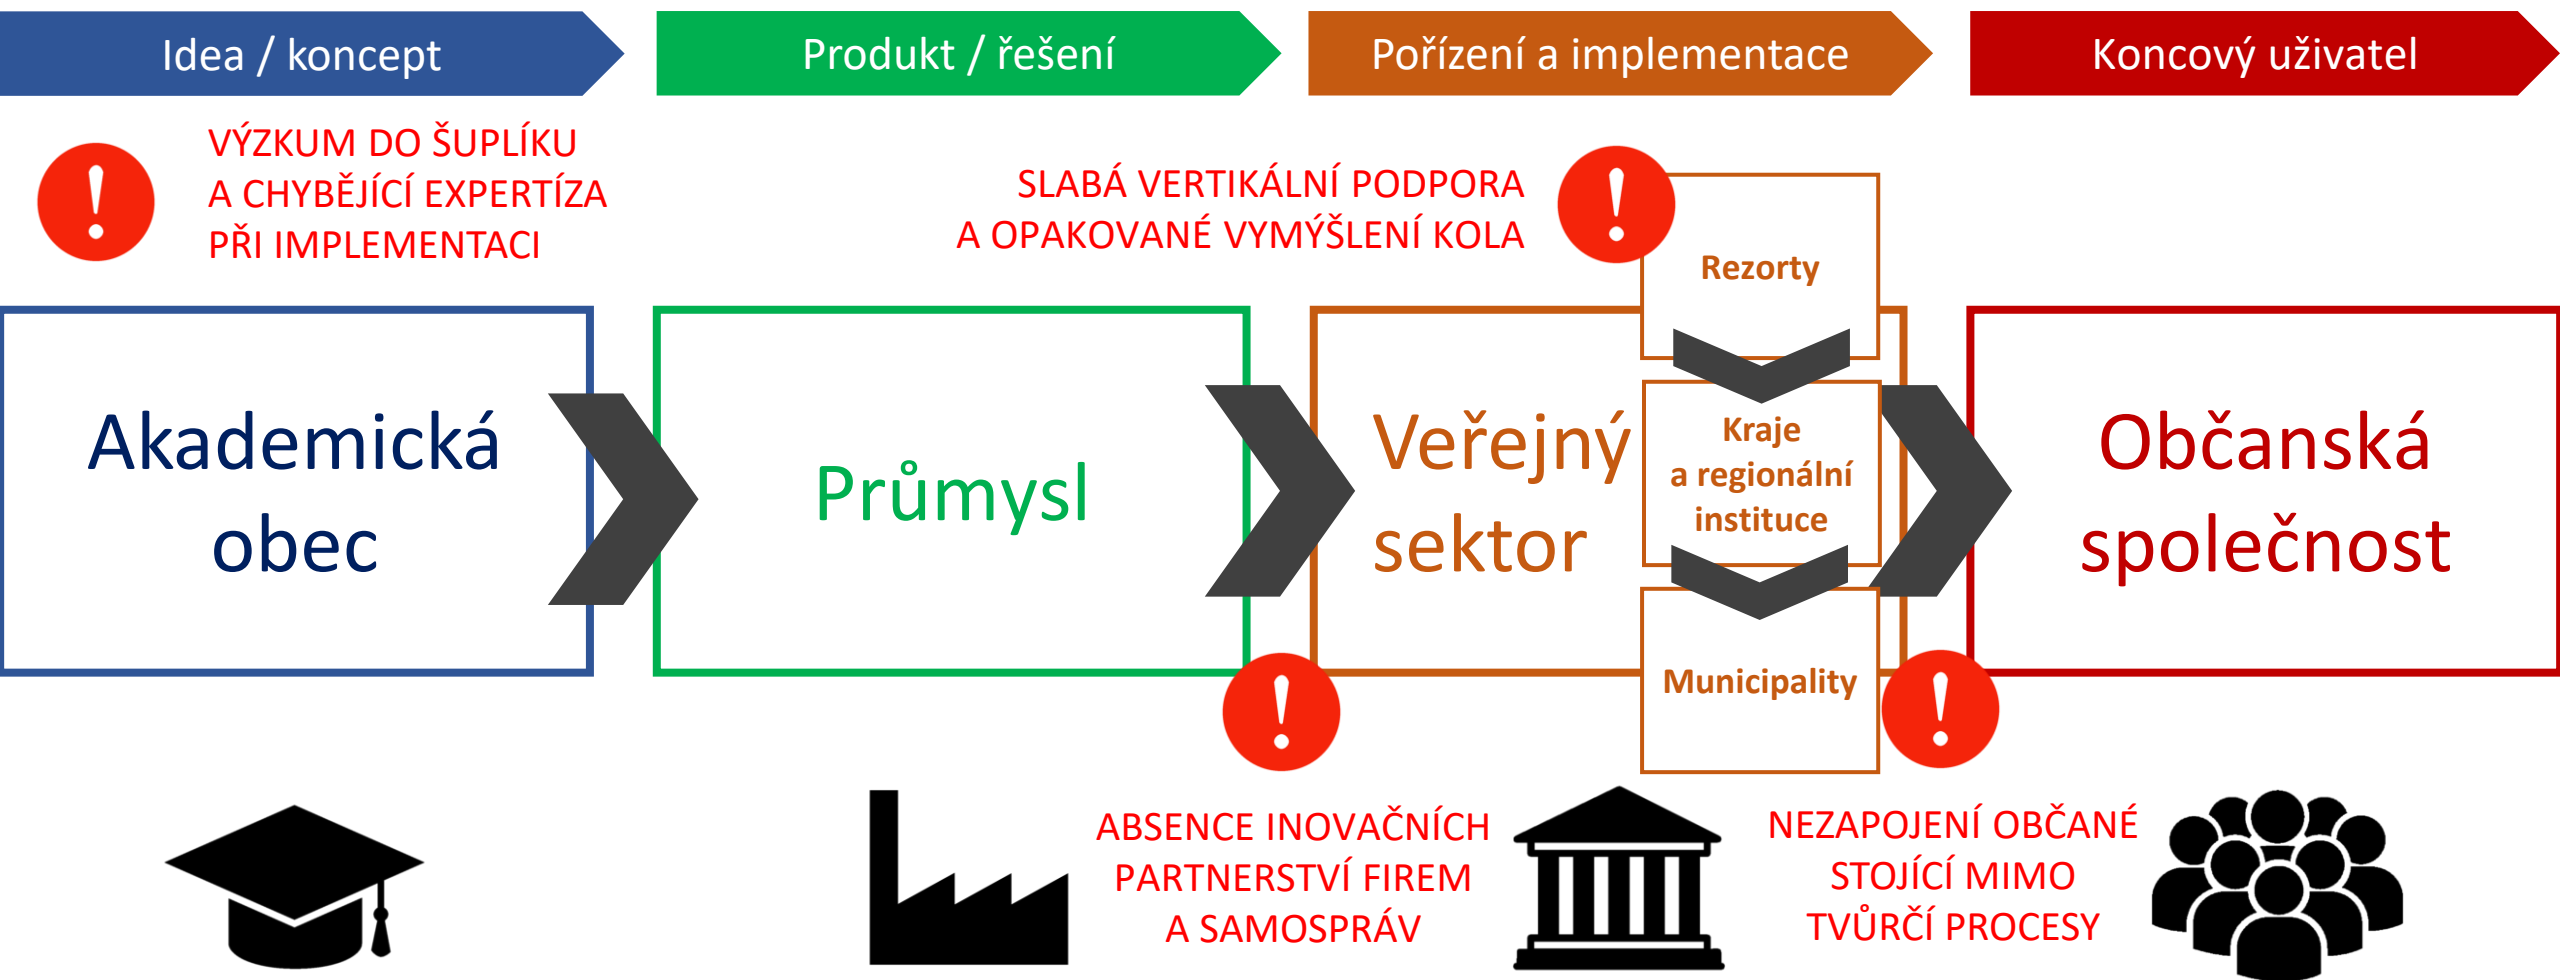 Idea / koncept
Produkt / řešení
Pořízení a implementace
Koncový uživatel
VÝZKUM DO ŠUPLÍKU
A CHYBĚJÍCÍ EXPERTÍZA
PŘI IMPLEMENTACI
SLABÁ VERTIKÁLNÍ PODPORA
A OPAKOVANÉ VYMÝŠLENÍ KOLA
Akademická
obec
Průmysl
Veřejný
sektor
Rezorty
Kraje
a regionální
instituce
Municipality
Občanská
společnost
ABSENCE INOVAČNÍCH
PARTNERSTVÍ FIREM
A SAMOSPRÁV
NEZAPOJENÍ OBČANÉ
STOJÍCÍ MIMO
TVŮRČÍ PROCESY